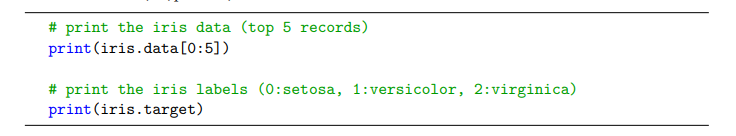 # print the iris data (top 5 records)
print(iris.data[0:5])
# print the iris labels (0:setosa, 1:versicolor, 2:virginica)
print(iris.target)